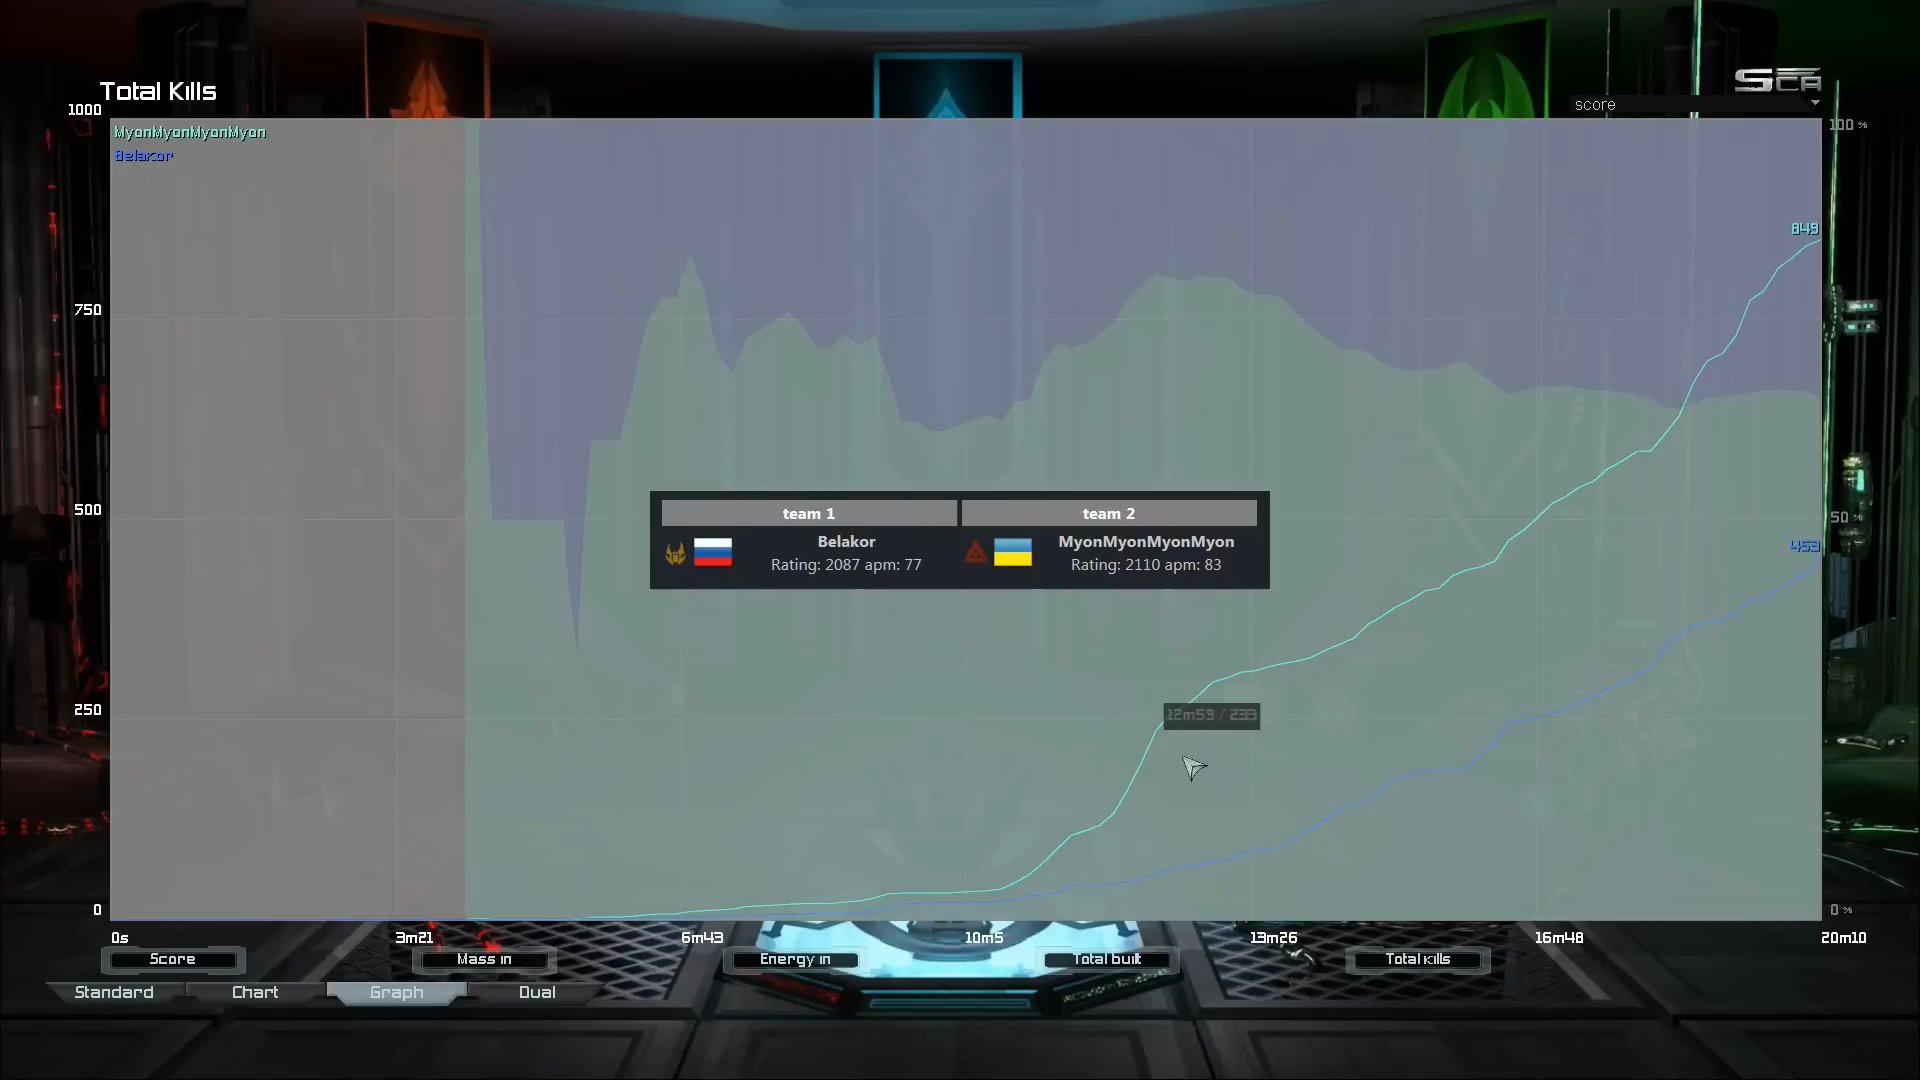 Total Kills
SCA
score
1000
750
500
250
0
100 %
50 %
0 %
MyonMyonMyonMyon
Belakor
849
453
team 1
team 2
Belakor
Rating: 2087 apm: 77
MyonMyonMyonMyon
Rating: 2110 apm: 83
12m59 / 233
0s
3m21
6m43
10m5
13m26
16m48
20m10
Score
Mass in
Energy in
Total built
Total kills
Standard
Chart
Graph
Dual